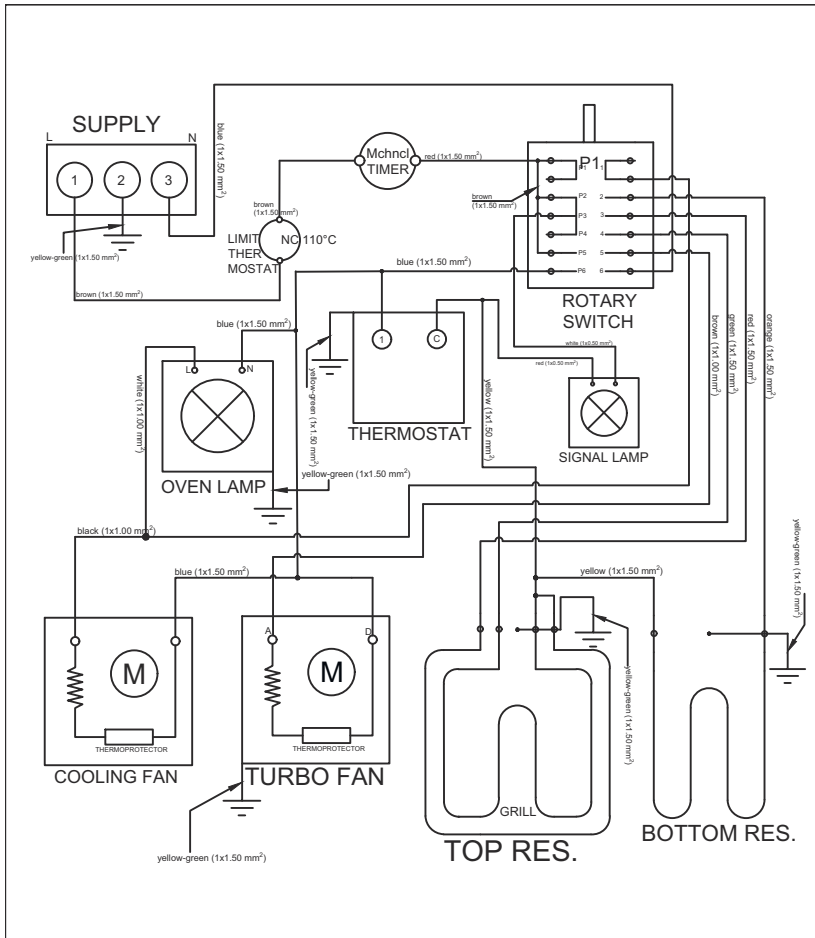 SUPPLY
L
N
1
2
3
blue (1x1.50 mm²)
yellow-green (1x1.50 mm²)
brown (1x1.50 mm²)
brown
(1x1.50 mm²)
LIMIT
THER
MOSTAT
NC 110°C
Mchncl
TIMER
red (1x1.50 mm²)
brown
(1x1.50 mm²)
P1
P1
1
P2
2
P3
3
P4
4
P5
5
P6
6
ROTARY
SWITCH
blue (1x1.50 mm²)
blue (1x1.50 mm²)
L
N
OVEN LAMP
white (1x1.00 mm²)
yellow-green (1x1.50 mm²)
yellow-green (1x1.50 mm²)
1
C
THERMOSTAT
white (1x0.50 mm²)
red (1x0.50 mm²)
SIGNAL LAMP
yellow (1x1.50 mm²)
brown (1x1.00 mm²)
green (1x1.50 mm²)
red (1x1.50 mm²)
orange (1x1.50 mm²)
black (1x1.00 mm²)
blue (1x1.50 mm²)
yellow (1x1.50 mm²)
yellow-green (1x1.50 mm²)
M
THERMOPROTECTOR
COOLING FAN
A
D
M
THERMOPROTECTOR
TURBO FAN
yellow-green (1x1.50 mm²)
yellow-green (1x1.50 mm²)
GRILL
TOP RES.
BOTTOM RES.